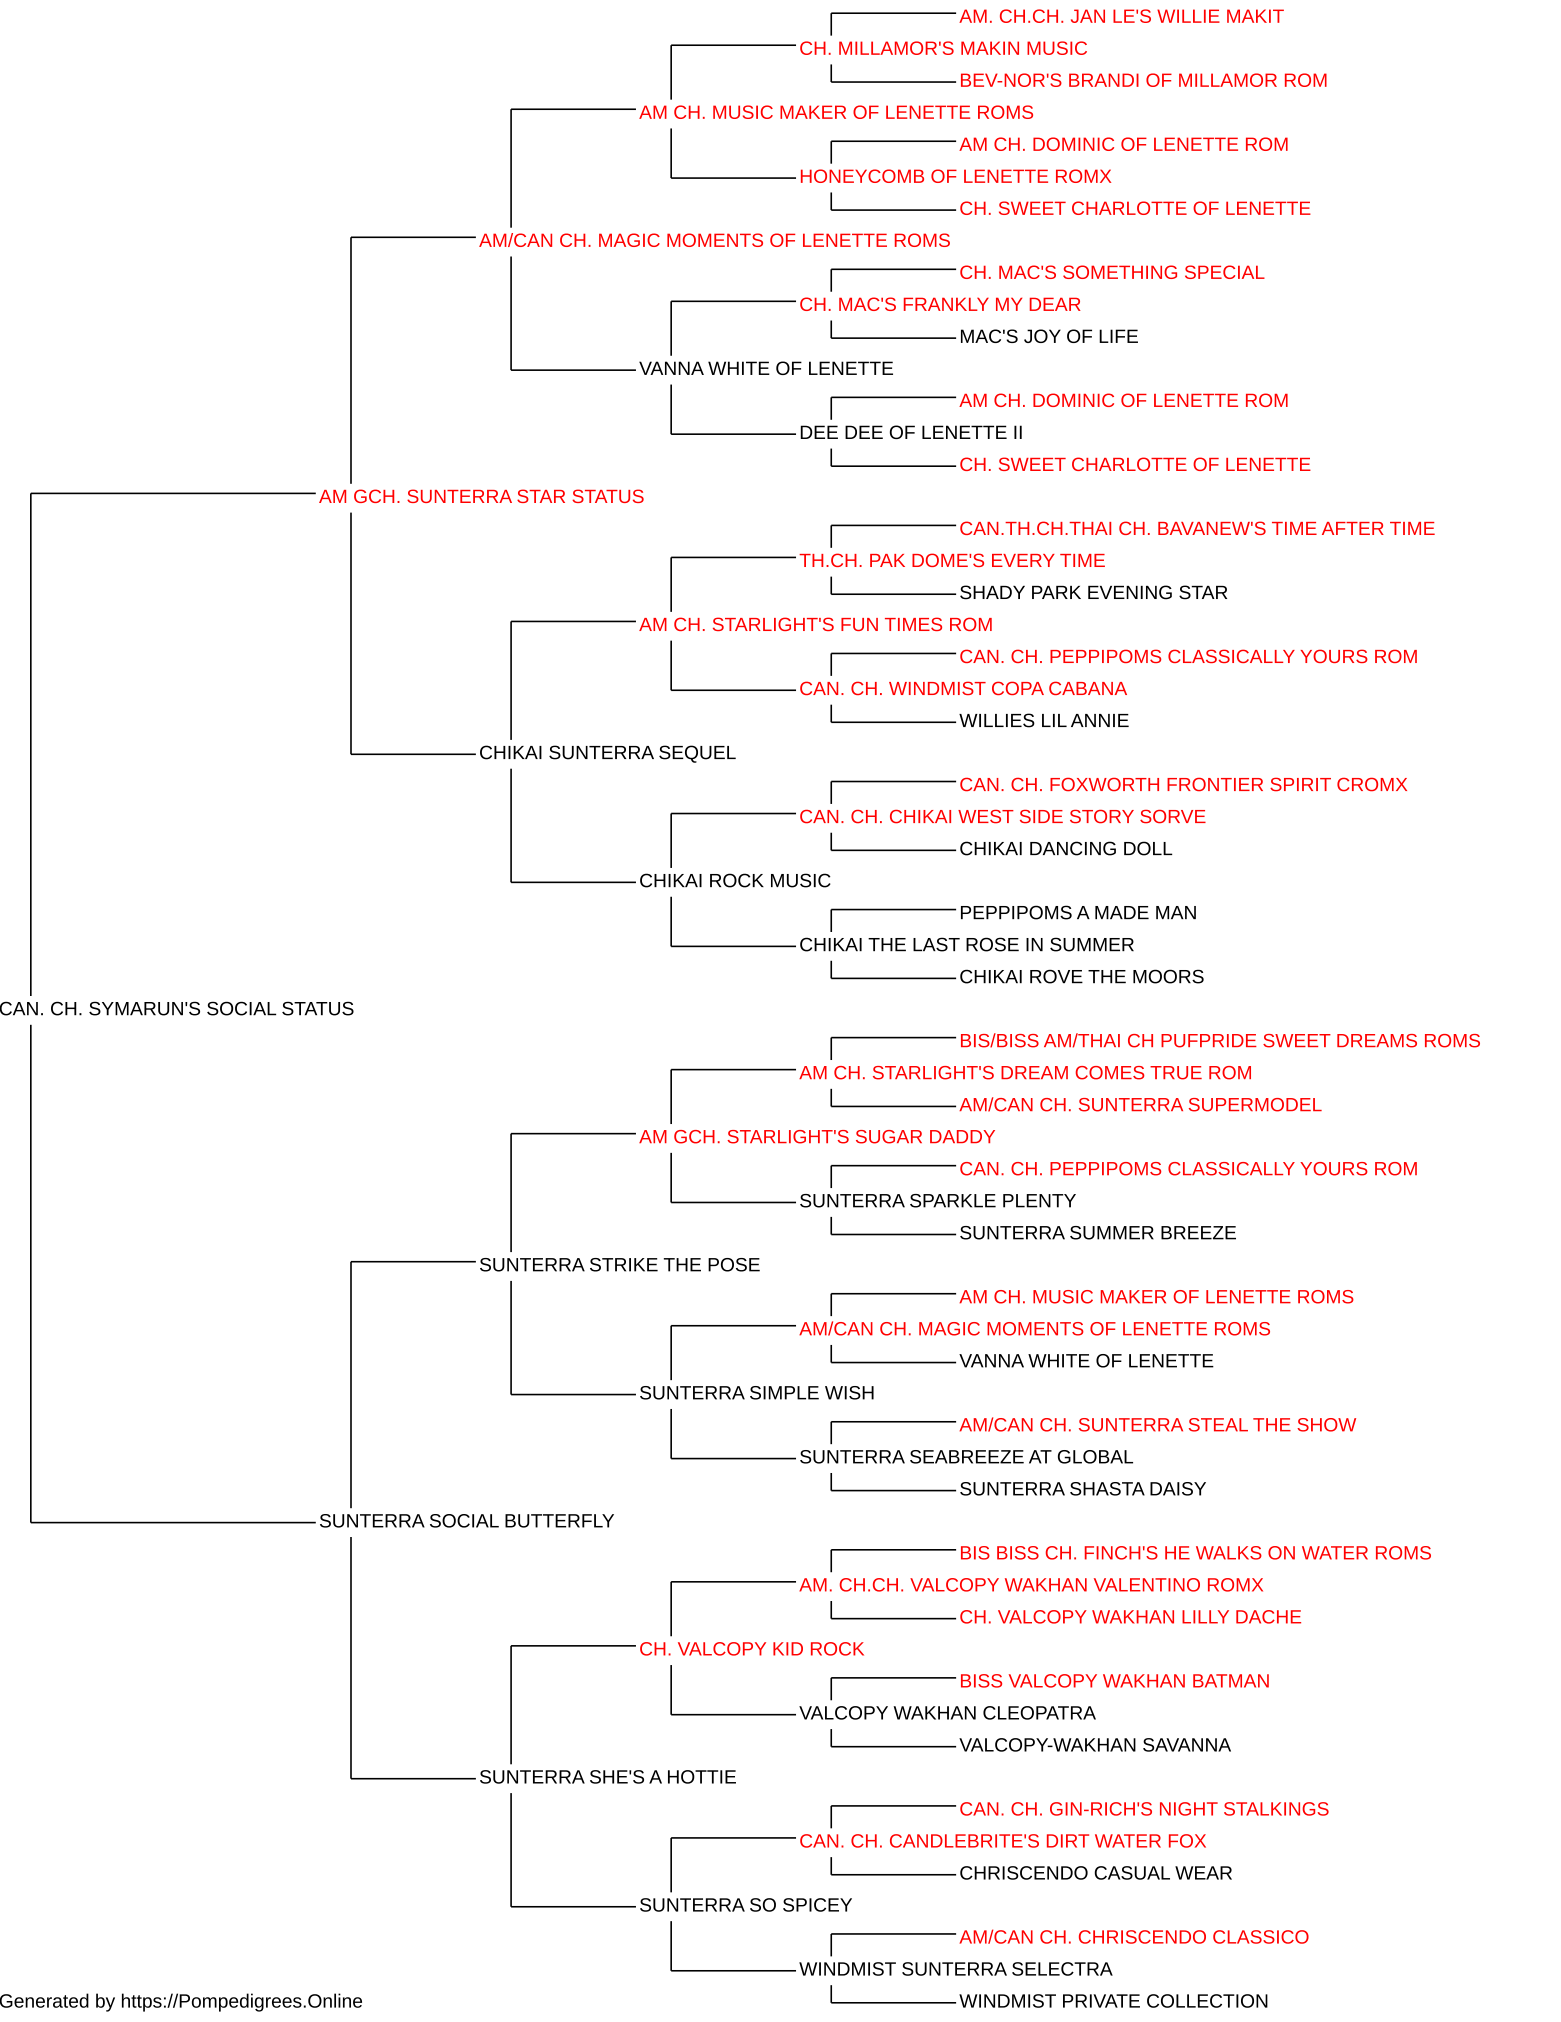 AM. CH.CH. JAN LE'S WILLIE MAKIT
CH. MILLAMOR'S MAKIN MUSIC
BEV-NOR'S BRANDI OF MILLAMOR ROM
AM CH. MUSIC MAKER OF LENETTE ROMS
AM CH. DOMINIC OF LENETTE ROM
HONEYCOMB OF LENETTE ROMX
CH. SWEET CHARLOTTE OF LENETTE
AM/CAN CH. MAGIC MOMENTS OF LENETTE ROMS
CH. MAC'S SOMETHING SPECIAL
CH. MAC'S FRANKLY MY DEAR
MAC'S JOY OF LIFE
VANNA WHITE OF LENETTE
AM CH. DOMINIC OF LENETTE ROM
DEE DEE OF LENETTE II
CH. SWEET CHARLOTTE OF LENETTE
AM GCH. SUNTERRA STAR STATUS
CAN.TH.CH.THAI CH. BAVANEW'S TIME AFTER TIME
TH.CH. PAK DOME'S EVERY TIME
SHADY PARK EVENING STAR
AM CH. STARLIGHT'S FUN TIMES ROM
CAN. CH. PEPPIPOMS CLASSICALLY YOURS ROM
CAN. CH. WINDMIST COPA CABANA
WILLIES LIL ANNIE
CHIKAI SUNTERRA SEQUEL
CAN. CH. FOXWORTH FRONTIER SPIRIT CROMX
CAN. CH. CHIKAI WEST SIDE STORY SORVE
CHIKAI DANCING DOLL
CHIKAI ROCK MUSIC
PEPPIPOMS A MADE MAN
CHIKAI THE LAST ROSE IN SUMMER
CHIKAI ROVE THE MOORS
CAN. CH. SYMARUN'S SOCIAL STATUS
BIS/BISS AM/THAI CH PUFPRIDE SWEET DREAMS ROMS
AM CH. STARLIGHT'S DREAM COMES TRUE ROM
AM/CAN CH. SUNTERRA SUPERMODEL
AM GCH. STARLIGHT'S SUGAR DADDY
CAN. CH. PEPPIPOMS CLASSICALLY YOURS ROM
SUNTERRA SPARKLE PLENTY
SUNTERRA SUMMER BREEZE
SUNTERRA STRIKE THE POSE
AM CH. MUSIC MAKER OF LENETTE ROMS
AM/CAN CH. MAGIC MOMENTS OF LENETTE ROMS
VANNA WHITE OF LENETTE
SUNTERRA SIMPLE WISH
AM/CAN CH. SUNTERRA STEAL THE SHOW
SUNTERRA SEABREEZE AT GLOBAL
SUNTERRA SHASTA DAISY
SUNTERRA SOCIAL BUTTERFLY
BIS BISS CH. FINCH'S HE WALKS ON WATER ROMS
AM. CH.CH. VALCOPY WAKHAN VALENTINO ROMX
CH. VALCOPY WAKHAN LILLY DACHE
CH. VALCOPY KID ROCK
BISS VALCOPY WAKHAN BATMAN
VALCOPY WAKHAN CLEOPATRA
VALCOPY-WAKHAN SAVANNA
SUNTERRA SHE'S A HOTTIE
CAN. CH. GIN-RICH'S NIGHT STALKINGS
CAN. CH. CANDLEBRITE'S DIRT WATER FOX
CHRISCENDO CASUAL WEAR
SUNTERRA SO SPICEY
AM/CAN CH. CHRISCENDO CLASSICO
WINDMIST SUNTERRA SELECTRA
WINDMIST PRIVATE COLLECTION
Generated by https://Pompedigrees.Online